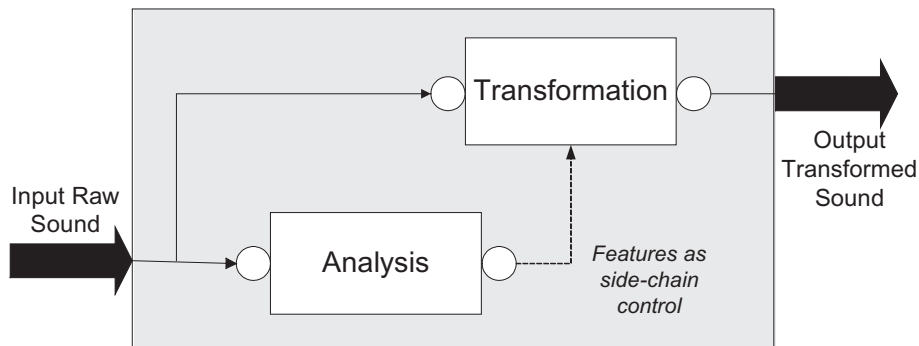 Transformation
Output
Transformed
Sound
Input Raw
Sound
Analysis
Features as
side-chain
control